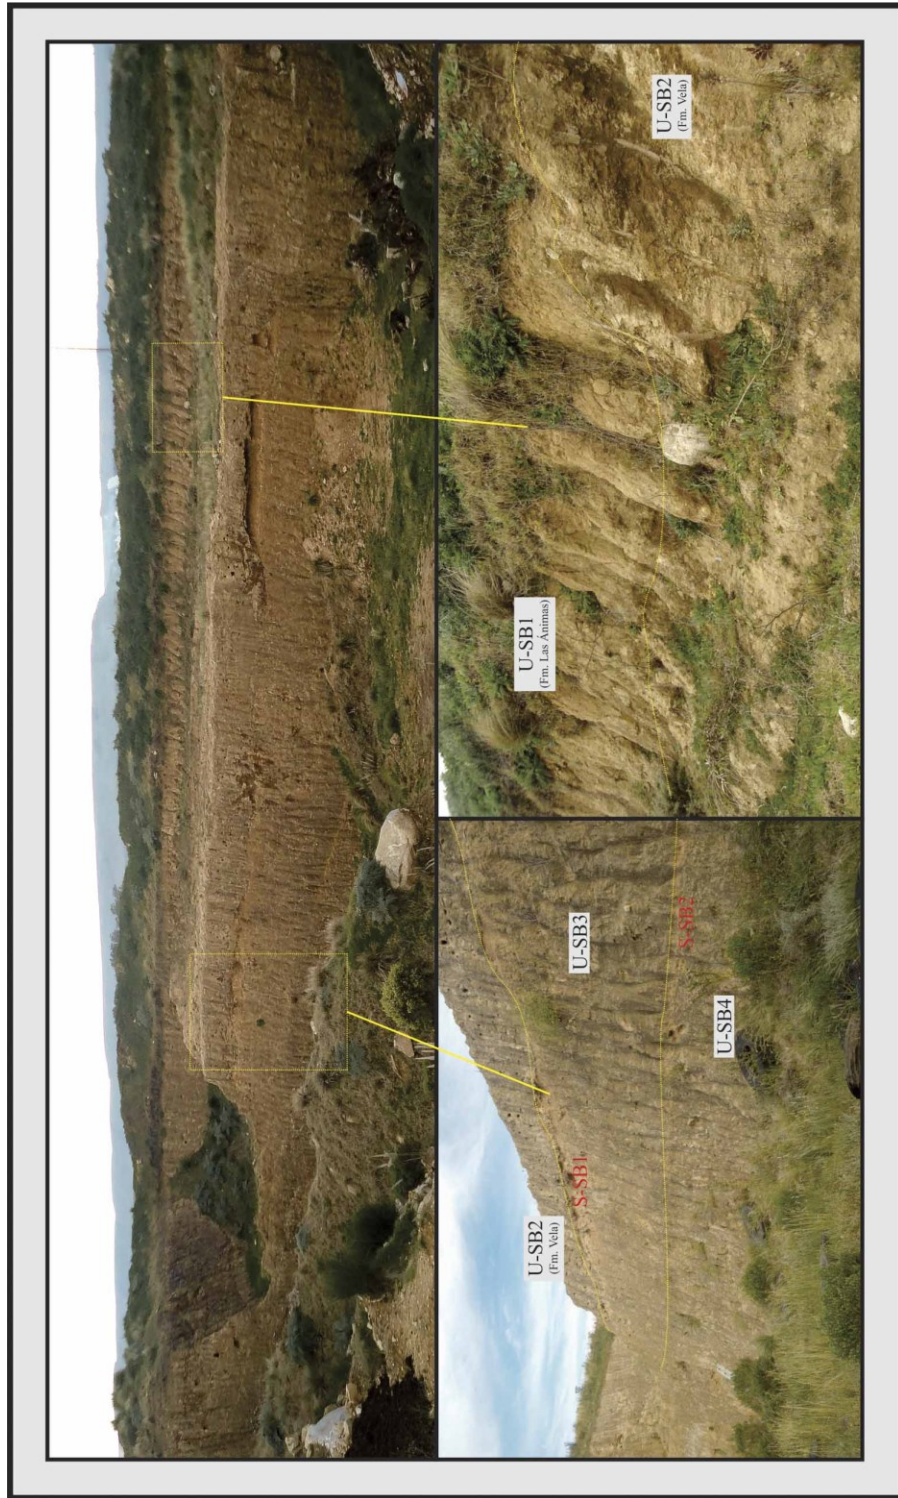 U-SB2
(Fm. Vela)
S-SB1
U-SB3
S-SB2
U-SB4
U-SB1
(Fm. Las Ánimas)
U-SB2
(Fm. Vela)